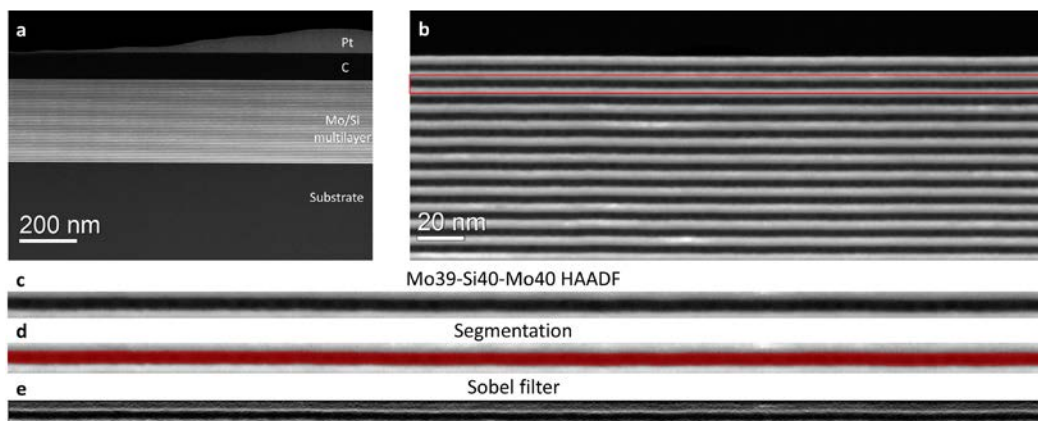 a
Pt
C
Mo/Si
multilayer
Substrate
200 nm
b
20 nm
c
Mo39-Si40-Mo40 HAADF
d
Segmentation
e
Sobel filter